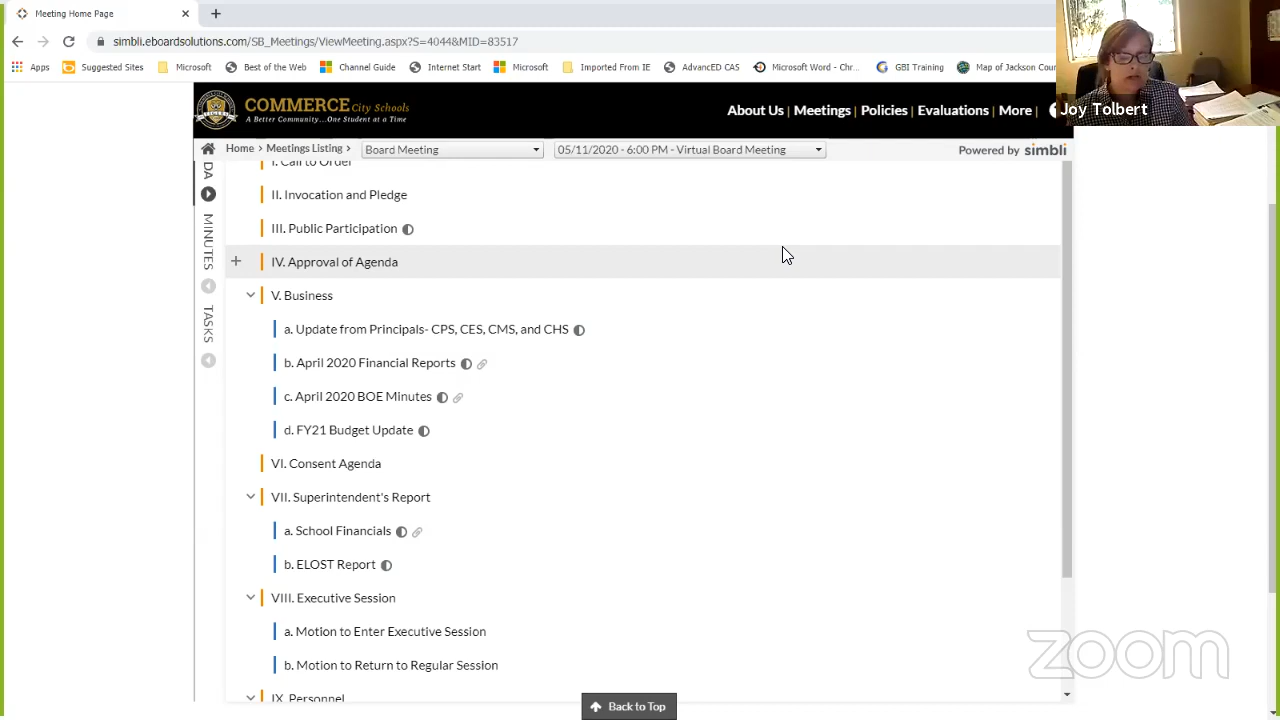 Meeting Home Page
simbli.eboardsolutions.com/SB_Meetings/ViewMeeting.aspx?S=4044&MID=83517
Apps Suggested Sites Microsoft Best of the Web Channel Guide Internet Start Microsoft Imported From IE AdvancED CAS Microsoft Word - Chr... GBI Training Map of Jackson Coun
Joy Tolbert
COMMERCE City Schools
A Better Community...One Student at a Time
About Us Meetings Policies Evaluations More
Home Meetings Listing Board Meeting 05/11/2020 - 6:00 PM - Virtual Board Meeting Powered by simbli
DA
MINUTES
TASKS
I. Call to Order
II. Invocation and Pledge
III. Public Participation
IV. Approval of Agenda
V. Business
a. Update from Principals- CPS, CES, CMS, and CHS
b. April 2020 Financial Reports
c. April 2020 BOE Minutes
d. FY21 Budget Update
VI. Consent Agenda
VII. Superintendent's Report
a. School Financials
b. ELOST Report
VIII. Executive Session
a. Motion to Enter Executive Session
b. Motion to Return to Regular Session
IX. Personnel
Back to Top
zoom